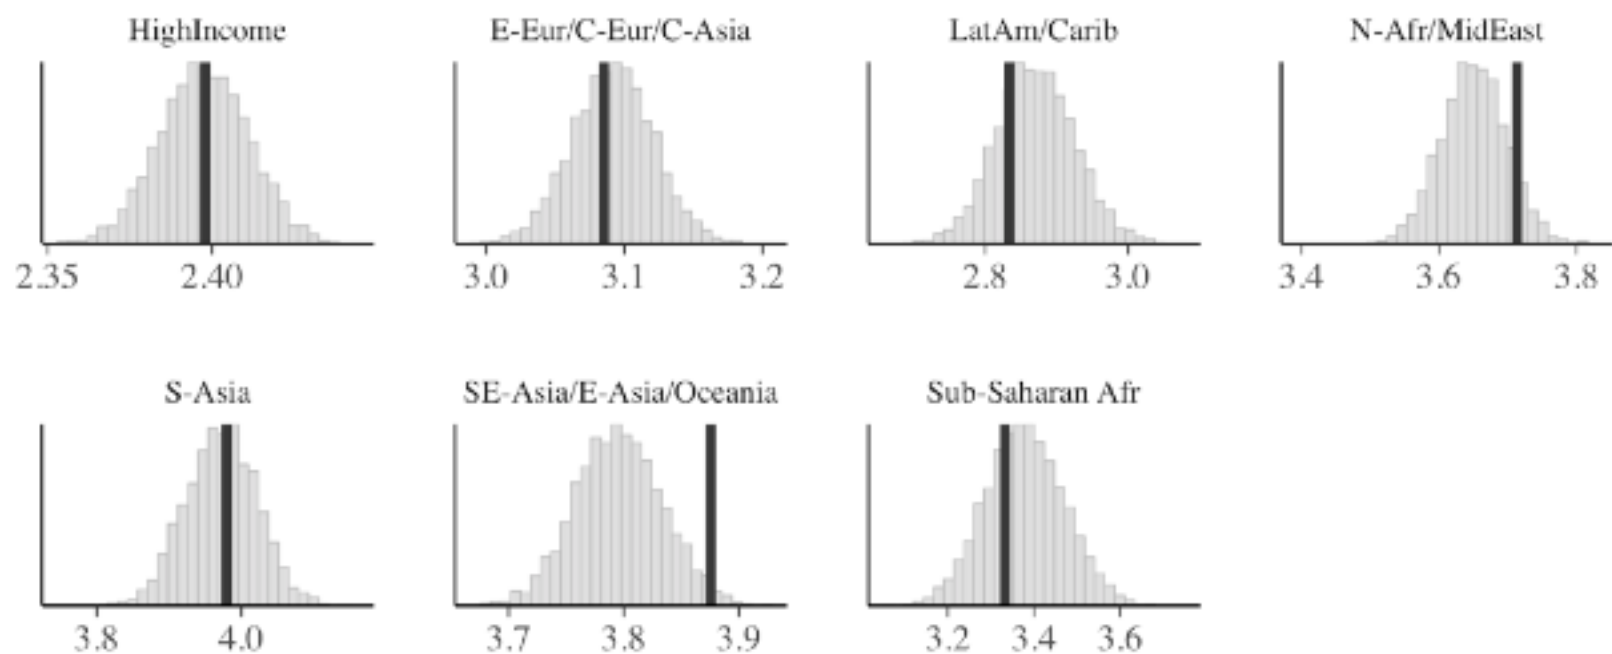 HighIncome E-Eur/C-Eur/C-Asia LatAm/Carib N-Afr/MidEast
2.35 2.40 3.0 3.1 3.2 2.8 3.0 3.4 3.6 3.8
S-Asia SE-Asia/E-Asia/Oceania Sub-Saharan Afr
3.8 4.0 3.7 3.8 3.9 3.2 3.4 3.6